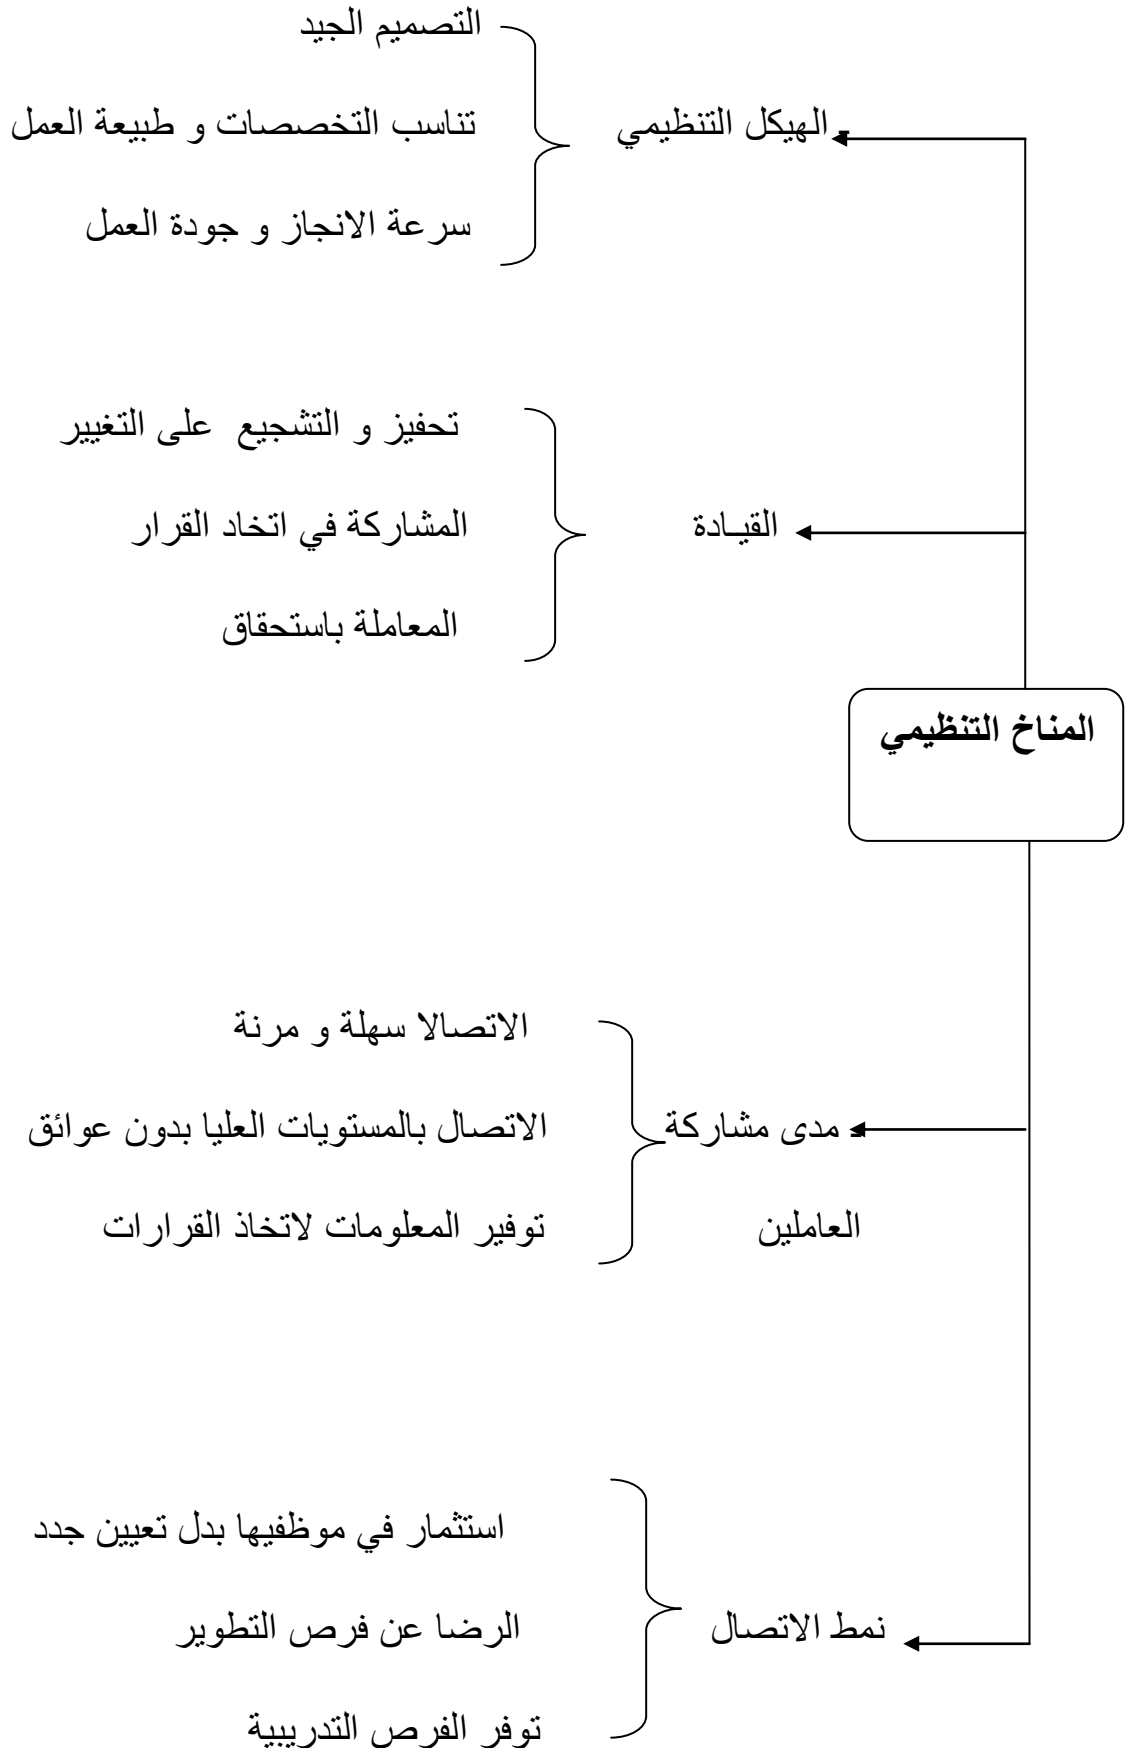 التصميم الجيد
- الهيكل التنظيمي تناسب التخصصات و طبيعة العمل
سرعة الانجاز و جودة العمل
تحفيز و التشجيع على التغيير
القيـادة المشاركة في اتخاد القرار
المعاملة باستحقاق
المناخ التنظيمي
الاتصالا سهلة و مرنة
- مدى مشاركة الاتصال بالمستويات العليا بدون عوائق
العاملين توفير المعلومات لاتخاذ القرارات
استثمار في موظفيها بدل تعيين جدد
نمط الاتصال الرضا عن فرص التطوير
توفر الفرص التدريبية